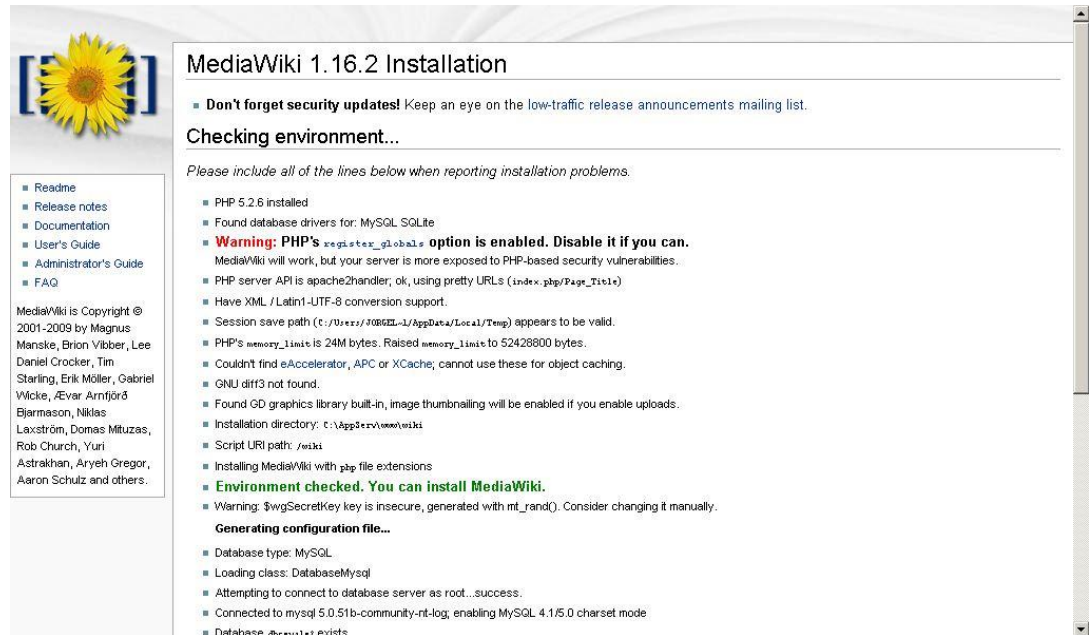 MediaWiki 1.16.2 Installation
Don't forget security updates! Keep an eye on the low-traffic release announcements mailing list.
Checking environment...
Please include all of the lines below when reporting installation problems.
PHP 5.2.6 installed
Found database drivers for: MySQL SQLite
Warning: PHP's register_globals option is enabled. Disable it if you can.
MediaWiki will work, but your server is more exposed to PHP-based security vulnerabilities.
PHP server API is apache2handler; ok, using pretty URLs (index.php/Page_Title)
Have XML / Latin1-UTF-8 conversion support.
Session save path (C:/Users/JORGEL~1/AppData/Local/Temp) appears to be valid.
PHP's memory_limit is 24M bytes. Raised memory_limit to 52428800 bytes.
Couldn't find eAccelerator, APC or XCache; cannot use these for object caching.
GNU diff3 not found.
Found GD graphics library built-in, image thumbnailing will be enabled if you enable uploads.
Installation directory: C:\AppServ\www\wiki
Script URI path: /wiki
Installing MediaWiki with php file extensions
Environment checked. You can install MediaWiki.
Warning: $wgSecretKey key is insecure, generated with mt_rand(). Consider changing it manually.
Generating configuration file...
Database type: MySQL
Loading class: DatabaseMysql
Attempting to connect to database server as root...success.
Connected to mysql 5.0.51b-community-nt-log; enabling MySQL 4.1/5.0 charset mode
Database exists
Readme
Release notes
Documentation
User's Guide
Administrator's Guide
FAQ
MediaWiki is Copyright ©
2001-2009 by Magnus
Manske, Brion Vibber, Lee
Daniel Crocker, Tim
Starling, Erik Möller, Gabriel
Wicke, Ævar Arnfjörð
Bjarmason, Niklas
Laxström, Domas Mituzas,
Rob Church, Yuri
Astrakhan, Aryeh Gregor,
Aaron Schulz and others.